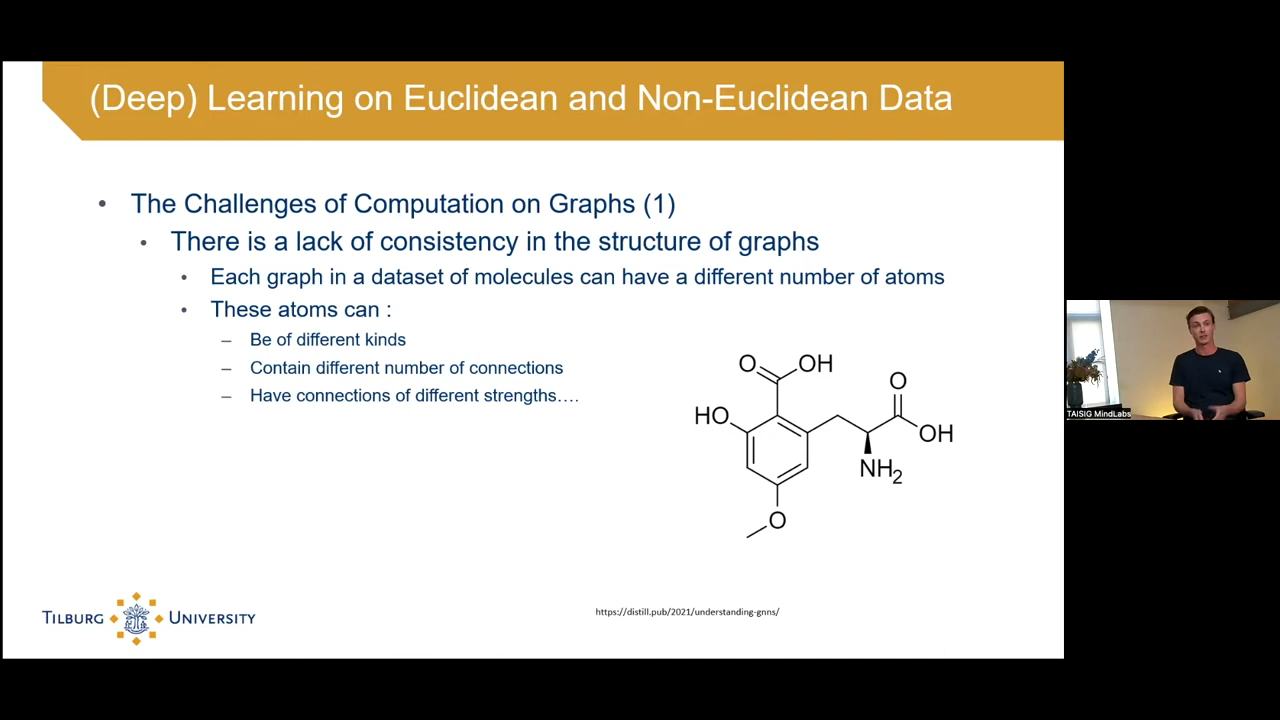 (Deep) Learning on Euclidean and Non-Euclidean Data
• The Challenges of Computation on Graphs (1)
• There is a lack of consistency in the structure of graphs
• Each graph in a dataset of molecules can have a different number of atoms
• These atoms can :
– Be of different kinds
– Contain different number of connections
– Have connections of different strengths….
O
OH
HO
O
OH
NH2
O
TILBURG UNIVERSITY
https://distill.pub/2021/understanding-gnns/
TAISIG MindLabs